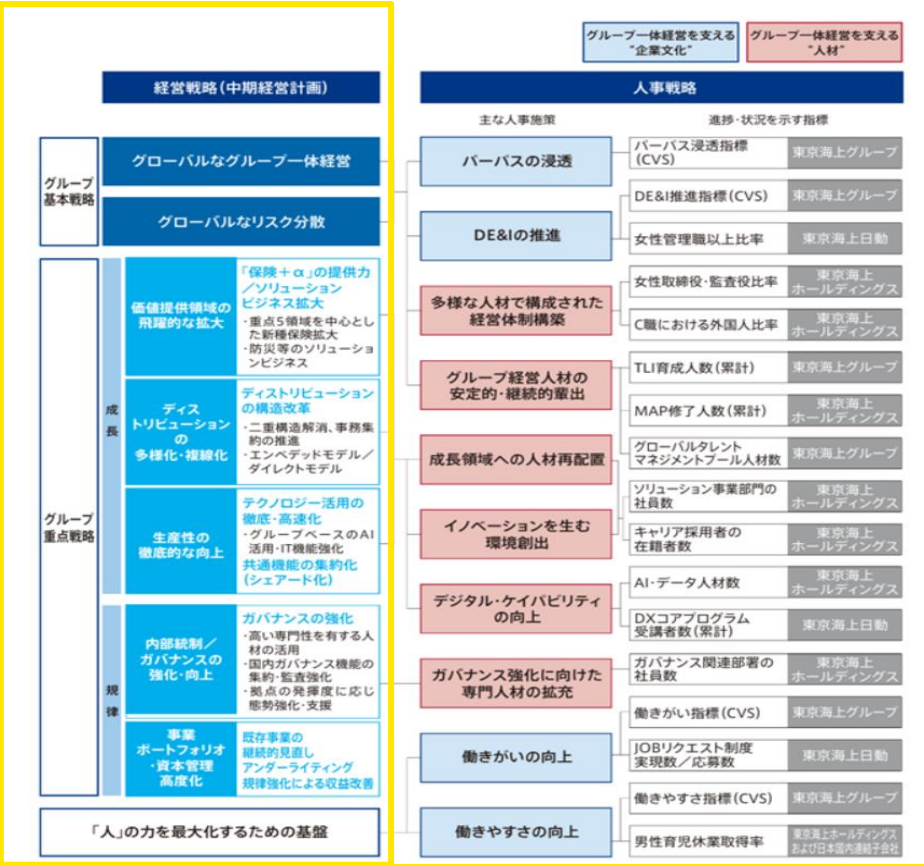 グループ一体経営を支える
“企業文化”
グループ一体経営を支える
“人材”
経営戦略（中期経営計画）
人事戦略
主な人事施策
進捗・状況を示す指標
グループ
基本戦略
グローバルなグループ一体経営
グローバルなリスク分散
グループ
重点戦略
成長
価値提供領域の
飛躍的な拡大
「保険＋α」の提供力
／ソリューション
ビジネス拡大
・重点5領域を中心とし
た新種保険拡大
・防災等のソリューショ
ンビジネス
ディス
トリビューション
の
多様化・複線化
ディストリビューション
の構造改革
・二重構造解消、事務集
約の推進
・エンベデッドモデル／
ダイレクトモデル
生産性の
徹底的な向上
テクノロジー活用の
徹底・高速化
・グループベースのAI
活用・IT機能強化
共通機能の集約化
（シェアード化）
規律
内部統制／
ガバナンスの
強化・向上
ガバナンスの強化
・高い専門性を有する人
材の活用
・国内ガバナンス機能の
集約・監査強化
・拠点の発揮度に応じ
態勢強化・支援
事業
ポートフォリオ
・資本管理
高度化
既存事業の
継続的見直し
アンダーライティング
規律強化による収益改善
「人」の力を最大化するための基盤
パーパスの浸透
パーパス浸透指標
（CVS）
東京海上グループ
DE&Iの推進
DE&I推進指標（CVS）
東京海上グループ
女性管理職以上比率
東京海上日動
多様な人材で構成された
経営体制構築
女性取締役・監査役比率
東京海上
ホールディングス
C職における外国人比率
東京海上
ホールディングス
グループ経営人材の
安定的・継続的輩出
TLI育成人数（累計）
東京海上グループ
MAP修了人数（累計）
東京海上
ホールディングス
グローバルタレント
マネジメントプール人材数
東京海上グループ
成長領域への人材再配置
ソリューション事業部門の
社員数
東京海上
ホールディングス
イノベーションを生む
環境創出
キャリア採用者の
在籍者数
東京海上
ホールディングス
デジタル・ケイパビリティ
の向上
AI・データ人材数
東京海上
ホールディングス
DXコアプログラム
受講者数（累計）
東京海上日動
ガバナンス強化に向けた
専門人材の拡充
ガバナンス関連部署の
社員数
東京海上
ホールディングス
働きがいの向上
働きがい指標（CVS）
東京海上グループ
JOBリクエスト制度
実現数／応募数
東京海上日動
働きやすさの向上
働きやすさ指標（CVS）
東京海上グループ
男性育児休業取得率
東京海上ホールディングス
および日本国内連結子会社